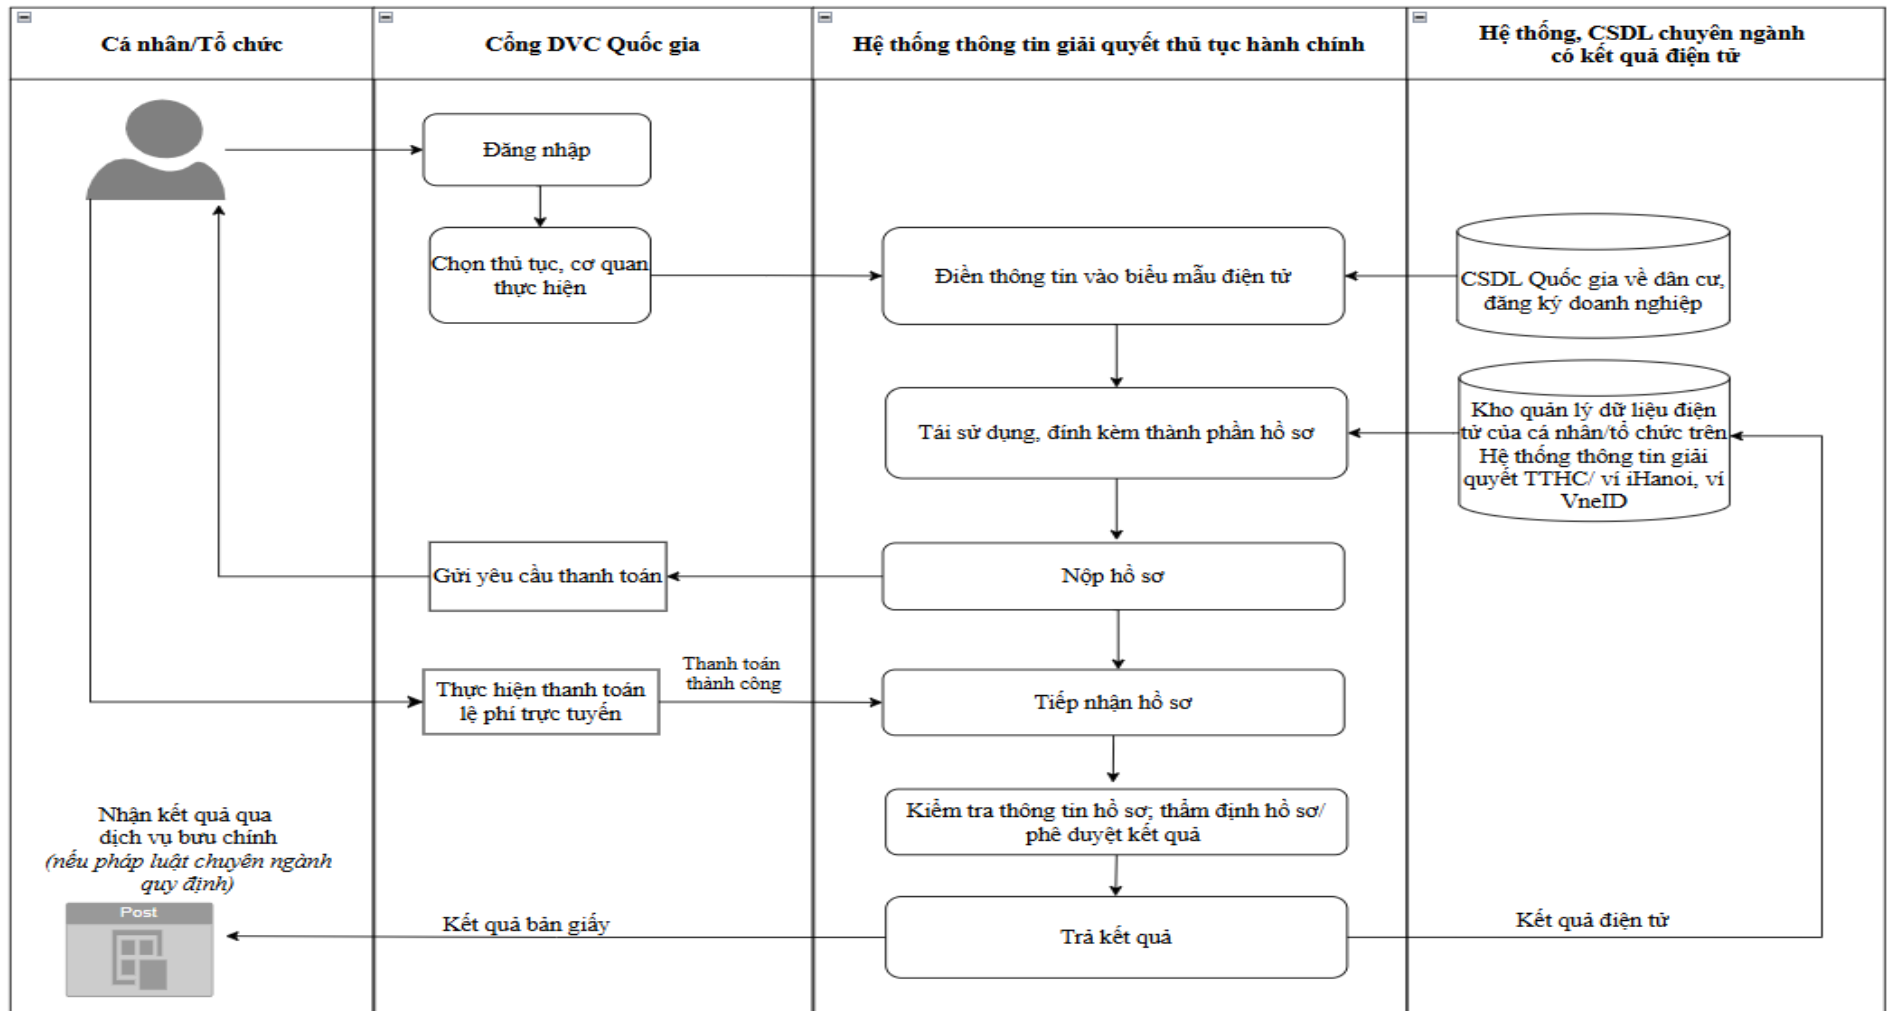 Cá nhân/Tổ chức
Cổng DVC Quốc gia
Hệ thống thông tin giải quyết thủ tục hành chính
Hệ thống, CSDL chuyên ngành
có kết quả điện tử
Đăng nhập
Chọn thủ tục, cơ quan
thực hiện
Điền thông tin vào biểu mẫu điện tử
CSDL Quốc gia về dân cư,
đăng ký doanh nghiệp
Tái sử dụng, đính kèm thành phần hồ sơ
Kho quản lý dữ liệu điện
tử của cá nhân/tổ chức trên
Hệ thống thông tin giải
quyết TTHC/ ví iHanoi, ví
VneID
Gửi yêu cầu thanh toán
Nộp hồ sơ
Thực hiện thanh toán
lệ phí trực tuyến
Thanh toán
thành công
Tiếp nhận hồ sơ
Kiểm tra thông tin hồ sơ; thẩm định hồ sơ/
phê duyệt kết quả
Nhận kết quả qua
dịch vụ bưu chính
(nếu pháp luật chuyên ngành
quy định)
Post
Kết quả bản giấy
Trả kết quả
Kết quả điện tử